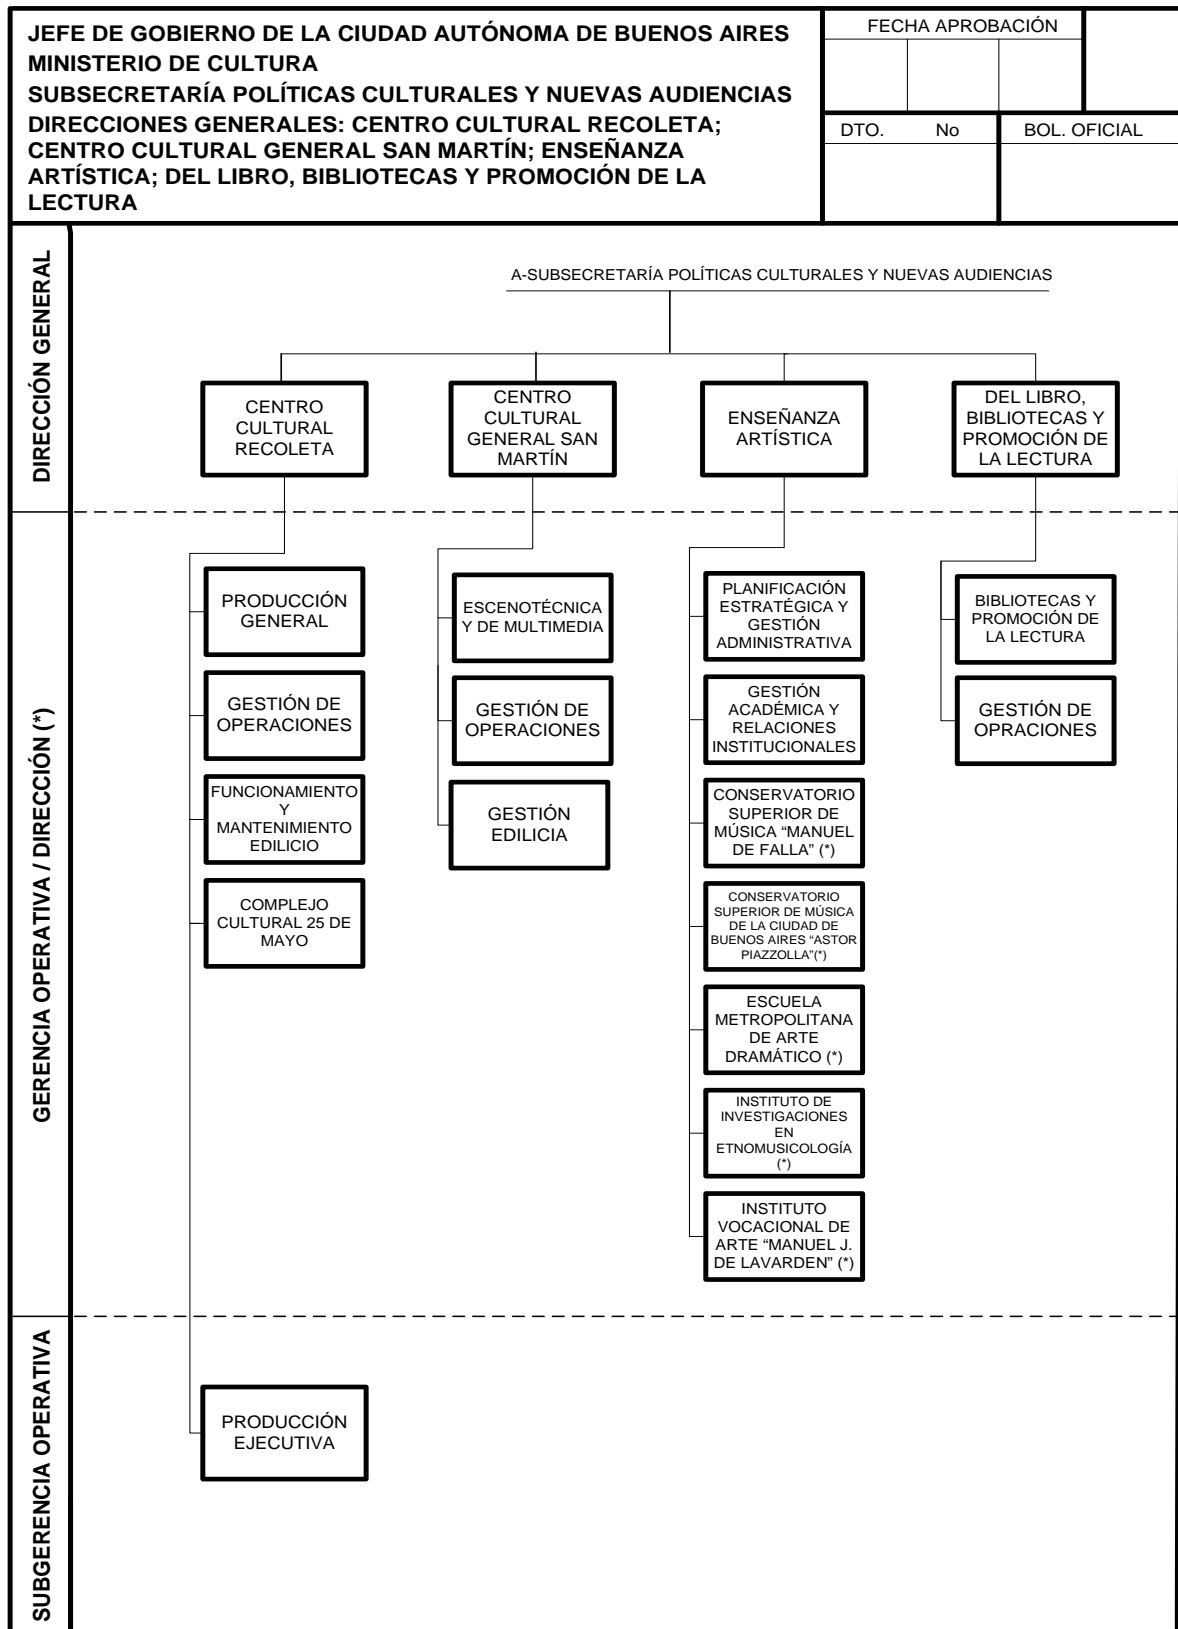 JEFE DE GOBIERNO DE LA CIUDAD AUTÓNOMA DE BUENOS AIRES
MINISTERIO DE CULTURA
SUBSECRETARÍA POLÍTICAS CULTURALES Y NUEVAS AUDIENCIAS
DIRECCIONES GENERALES: CENTRO CULTURAL RECOLETA;
CENTRO CULTURAL GENERAL SAN MARTÍN; ENSEÑANZA
ARTÍSTICA; DEL LIBRO, BIBLIOTECAS Y PROMOCIÓN DE LA
LECTURA
FECHA APROBACIÓN
DTO. No
BOL. OFICIAL
DIRECCIÓN GENERAL
A-SUBSECRETARÍA POLÍTICAS CULTURALES Y NUEVAS AUDIENCIAS
CENTRO
CULTURAL
RECOLETA
CENTRO
CULTURAL
GENERAL SAN
MARTÍN
ENSEÑANZA
ARTÍSTICA
DEL LIBRO,
BIBLIOTECAS Y
PROMOCIÓN DE
LA LECTURA
GERENCIA OPERATIVA / DIRECCIÓN (*)
PRODUCCIÓN
GENERAL
GESTIÓN DE
OPERACIONES
FUNCIONAMIENTO
Y
MANTENIMIENTO
EDILICIO
COMPLEJO
CULTURAL 25 DE
MAYO
ESCENOTÉCNICA
Y DE MULTIMEDIA
GESTIÓN DE
OPERACIONES
GESTIÓN
EDILICIA
PLANIFICACIÓN
ESTRATÉGICA Y
GESTIÓN
ADMINISTRATIVA
GESTIÓN
ACADÉMICA Y
RELACIONES
INSTITUCIONALES
CONSERVATORIO
SUPERIOR DE
MÚSICA “MANUEL
DE FALLA” (*)
CONSERVATORIO
SUPERIOR DE MÚSICA
DE LA CIUDAD DE
BUENOS AIRES “ASTOR
PIAZZOLLA”(*)
ESCUELA
METROPOLITANA
DE ARTE
DRAMÁTICO (*)
INSTITUTO DE
INVESTIGACIONES
EN
ETNOMUSICOLOGÍA
(*)
INSTITUTO
VOCACIONAL DE
ARTE “MANUEL J.
DE LAVARDEN” (*)
BIBLIOTECAS Y
PROMOCIÓN DE
LA LECTURA
GESTIÓN DE
OPRACIONES
SUBGERENCIA OPERATIVA
PRODUCCIÓN
EJECUTIVA